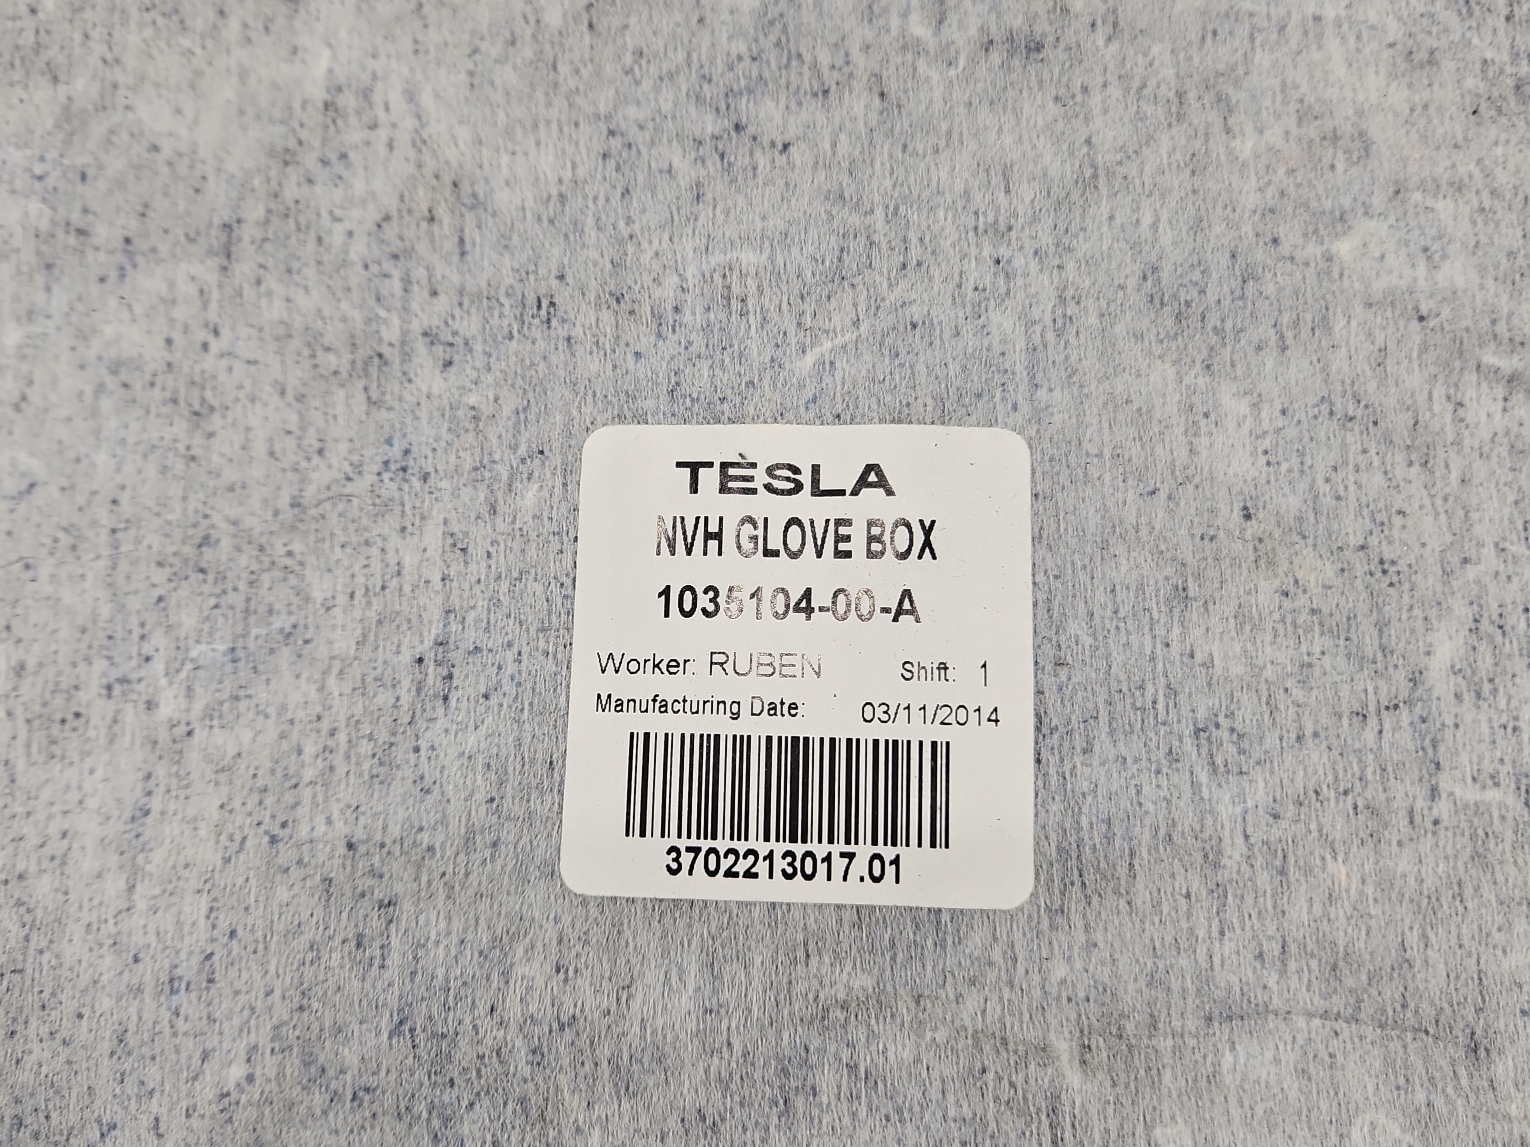 TESLA
NVH GLOVE BOX
1035104-00-A
Worker: RUBEN Shift: 1
Manufacturing Date: 03/11/2014
3702213017.01